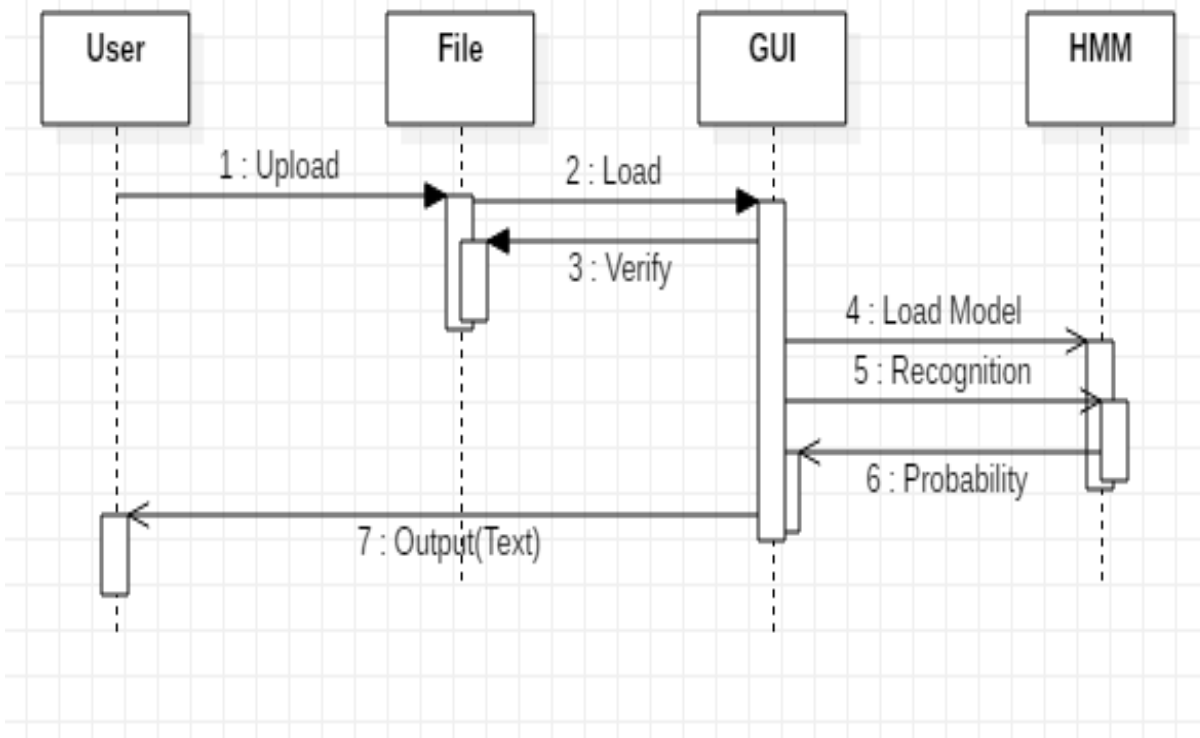 User
File
GUI
HMM
1 : Upload
2 : Load
3 : Verify
4 : Load Model
5 : Recognition
6 : Probability
7 : Output(Text)